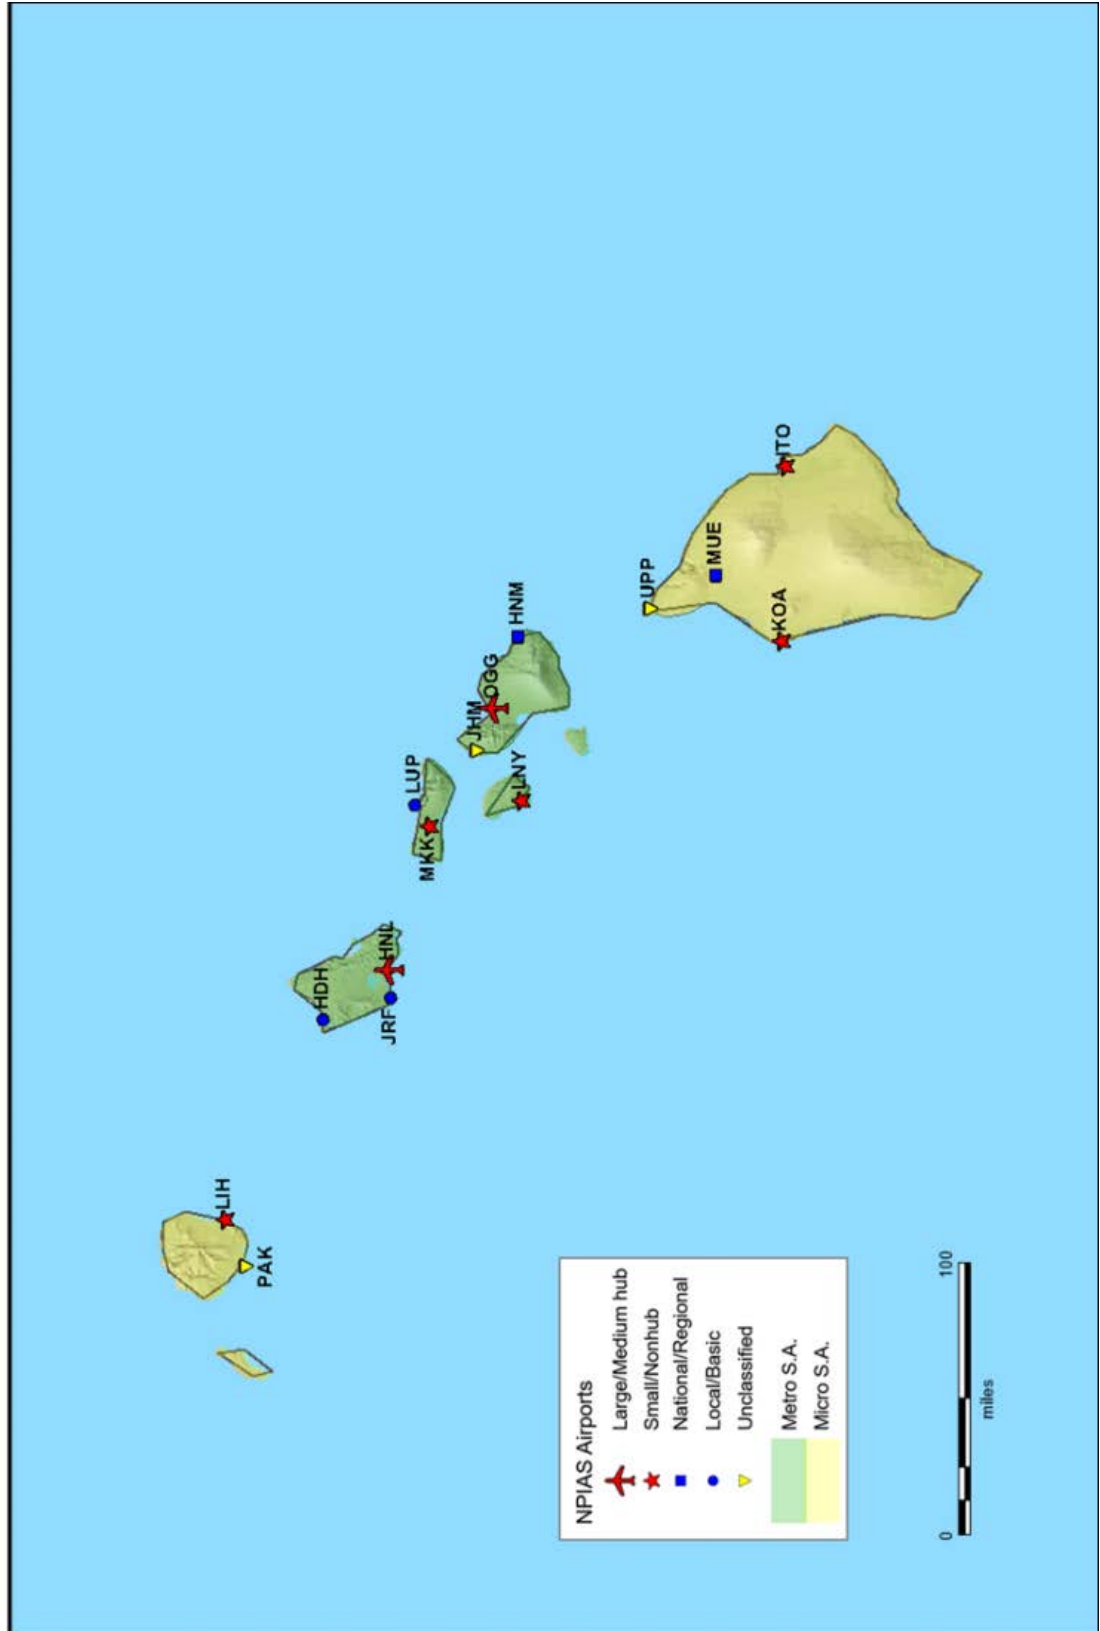 LIH
PAK
HDH
HNL
JRF
LUP
MKK
JHM
OGG
HNM
LNY
UPP
MUE
ITO
KOA
NPIAS Airports
Large/Medium hub
Small/Nonhub
National/Regional
Local/Basic
Unclassified
Metro S.A.
Micro S.A.
0 100
miles